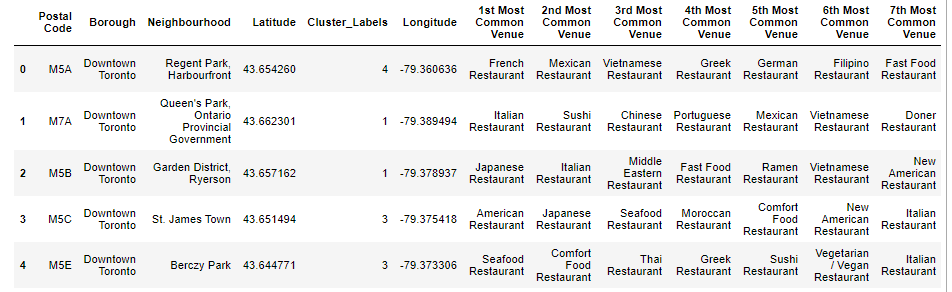 Postal Code Borough Neighbourhood Latitude Cluster_Labels Longitude 1st Most Common Venue 2nd Most Common Venue 3rd Most Common Venue 4th Most Common Venue 5th Most Common Venue 6th Most Common Venue 7th Most Common Venue
0 M5A Downtown Toronto Regent Park, Harbourfront 43.654260 4 -79.360636 French Restaurant Mexican Restaurant Vietnamese Restaurant Greek Restaurant German Restaurant Filipino Restaurant Fast Food Restaurant
1 M7A Downtown Toronto Queen's Park, Ontario Provincial Government 43.662301 1 -79.389494 Italian Restaurant Sushi Restaurant Chinese Restaurant Portuguese Restaurant Mexican Restaurant Vietnamese Restaurant Doner Restaurant
2 M5B Downtown Toronto Garden District, Ryerson 43.657162 1 -79.378937 Japanese Restaurant Italian Restaurant Middle Eastern Restaurant Fast Food Restaurant Ramen Restaurant Vietnamese Restaurant New American Restaurant
3 M5C Downtown Toronto St. James Town 43.651494 3 -79.375418 American Restaurant Japanese Restaurant Seafood Restaurant Moroccan Restaurant Comfort Food Restaurant New American Restaurant Italian Restaurant
4 M5E Downtown Toronto Berczy Park 43.644771 3 -79.373306 Seafood Restaurant Comfort Food Restaurant Thai Restaurant Greek Restaurant Sushi Restaurant Vegetarian / Vegan Restaurant Italian Restaurant